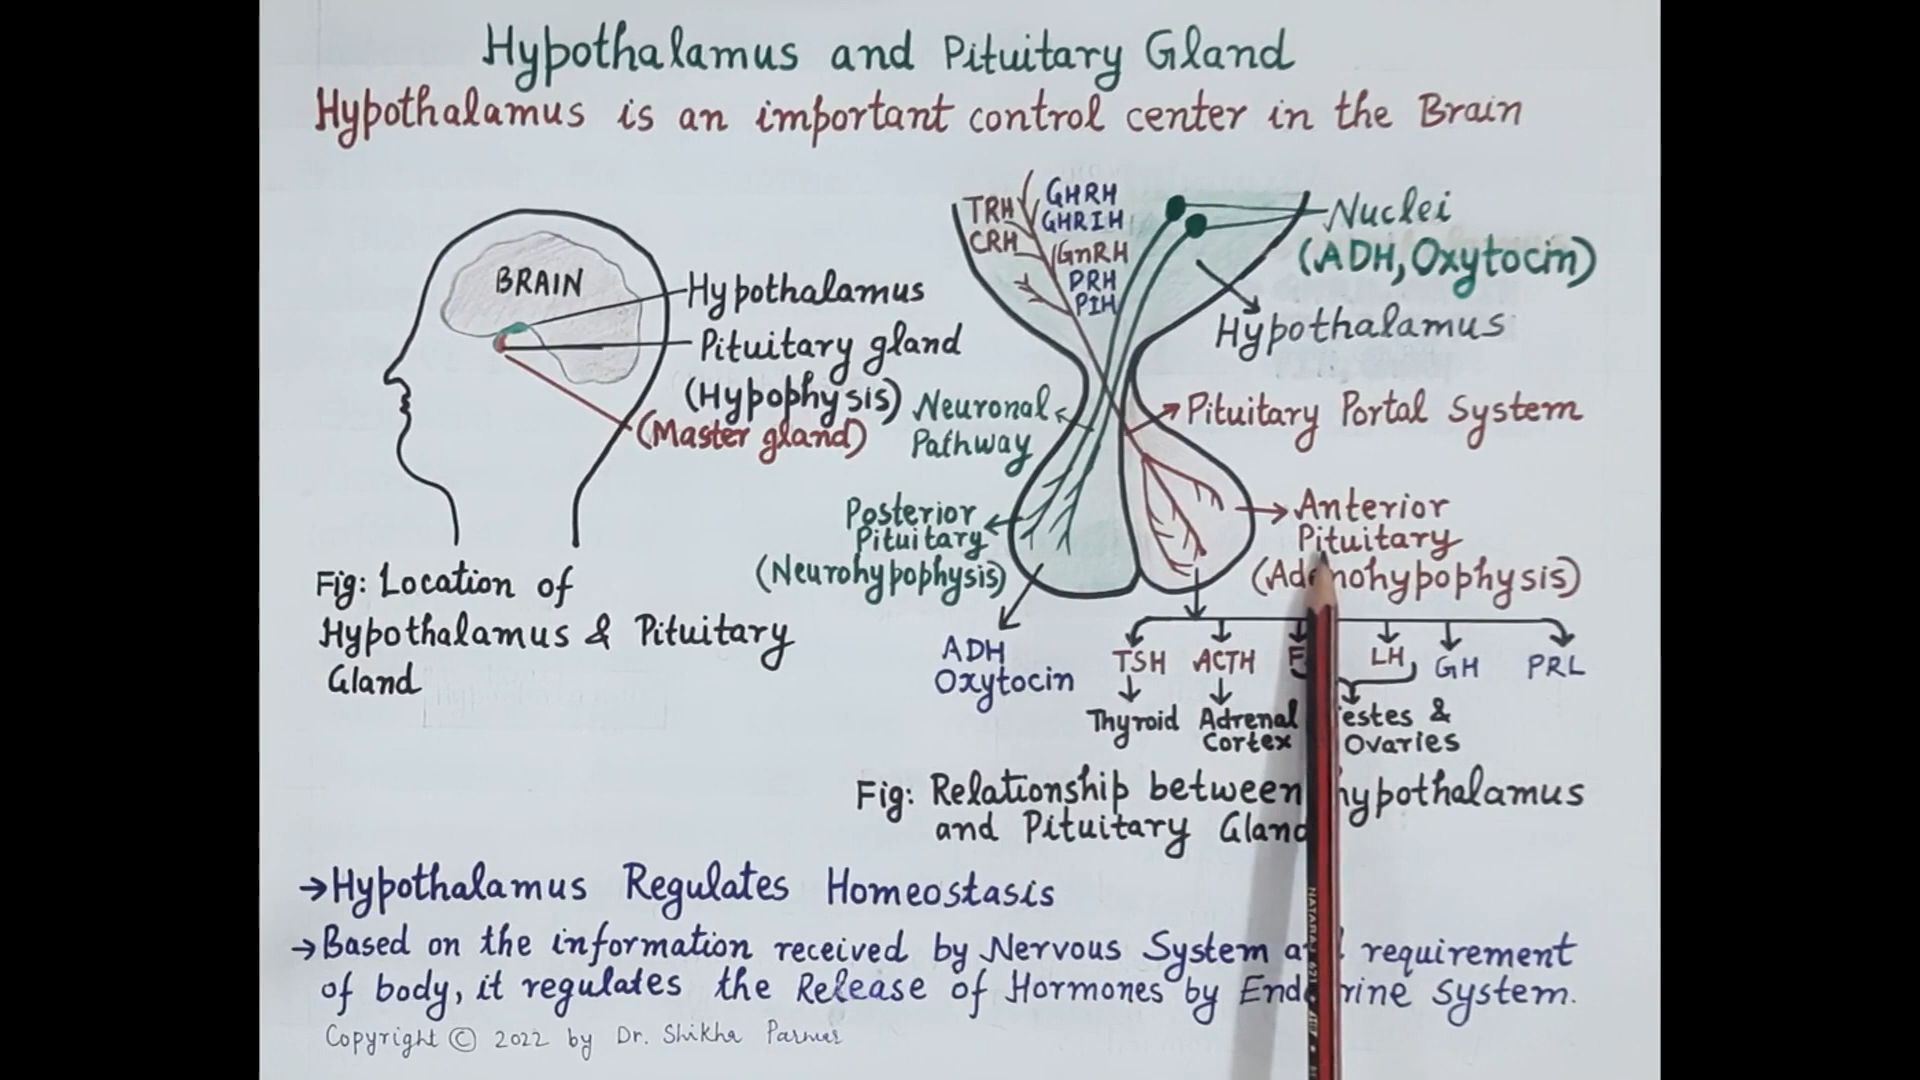 Hypothalamus and Pituitary Gland
Hypothalamus is an important control center in the Brain
BRAIN
Hypothalamus
Pituitary gland
(Hypophysis)
(Master gland)
Fig: Location of
Hypothalamus & Pituitary
Gland
TRH
CRH
GHRH
GHRIH
GnRH
PRH
PIH
Nuclei
(ADH, Oxytocin)
Hypothalamus
Neuronal
Pathway
Pituitary Portal System
Posterior
Pituitary
(Neurohypophysis)
Anterior
Pituitary
(Adenohypophysis)
ADH
Oxytocin
TSH ACTH LH, GH PRL
Thyroid Adrenal
Cortex
&
Ovaries
Fig: Relationship between
and Pituitary Gland
→Hypothalamus Regulates Homeostasis
→Based on the information received by Nervous System requirement
of body, it regulates the Release of Hormones by System.
Copyright © 2022 by Dr. Shikha Parmar